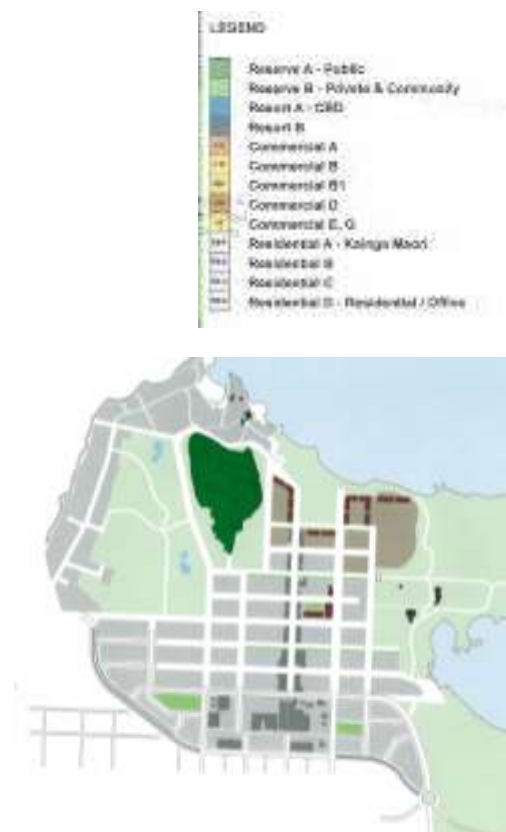 LEGEND
Reserve A - Public
Reserve B - Private & Community
Resort A - CBD
Resort B
Commercial A
Commercial B
Commercial B1
Commercial D
Commercial E, G
Residential A - Kainga Maori
Residential B
Residential C
Residential D - Residential / Office